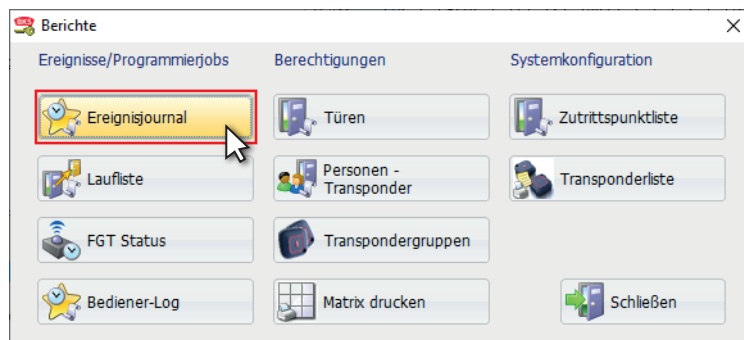 Berichte
Ereignisse/Programmierjobs
Berechtigungen
Systemkonfiguration
Ereignisjournal
Türen
Zutrittspunktliste
Laufliste
Personen -
Transponder
Transponderliste
FGT Status
Transpondergruppen
Bediener-Log
Matrix drucken
Schließen